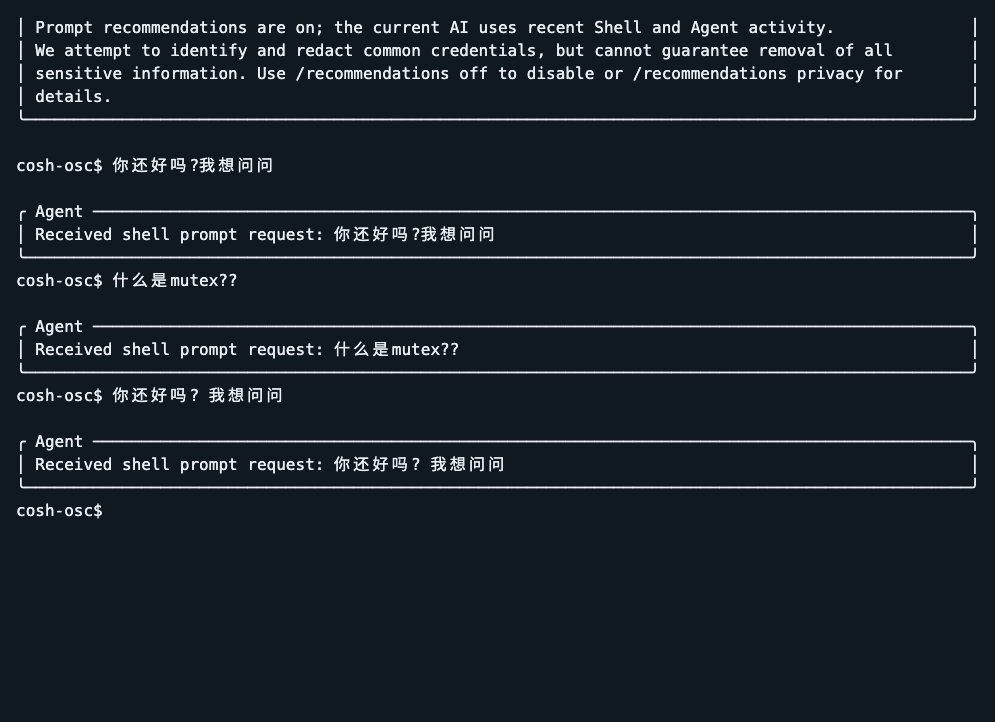 Prompt recommendations are on; the current AI uses recent Shell and Agent activity.
We attempt to identify and redact common credentials, but cannot guarantee removal of all
sensitive information. Use /recommendations off to disable or /recommendations privacy for
details.
cosh-osc$ 你还好吗?我想问问
Agent
Received shell prompt request: 你还好吗?我想问问
cosh-osc$ 什么是mutex??
Agent
Received shell prompt request: 什么是mutex??
cosh-osc$ 你还好吗？我想问问
Agent
Received shell prompt request: 你还好吗？我想问问
cosh-osc$